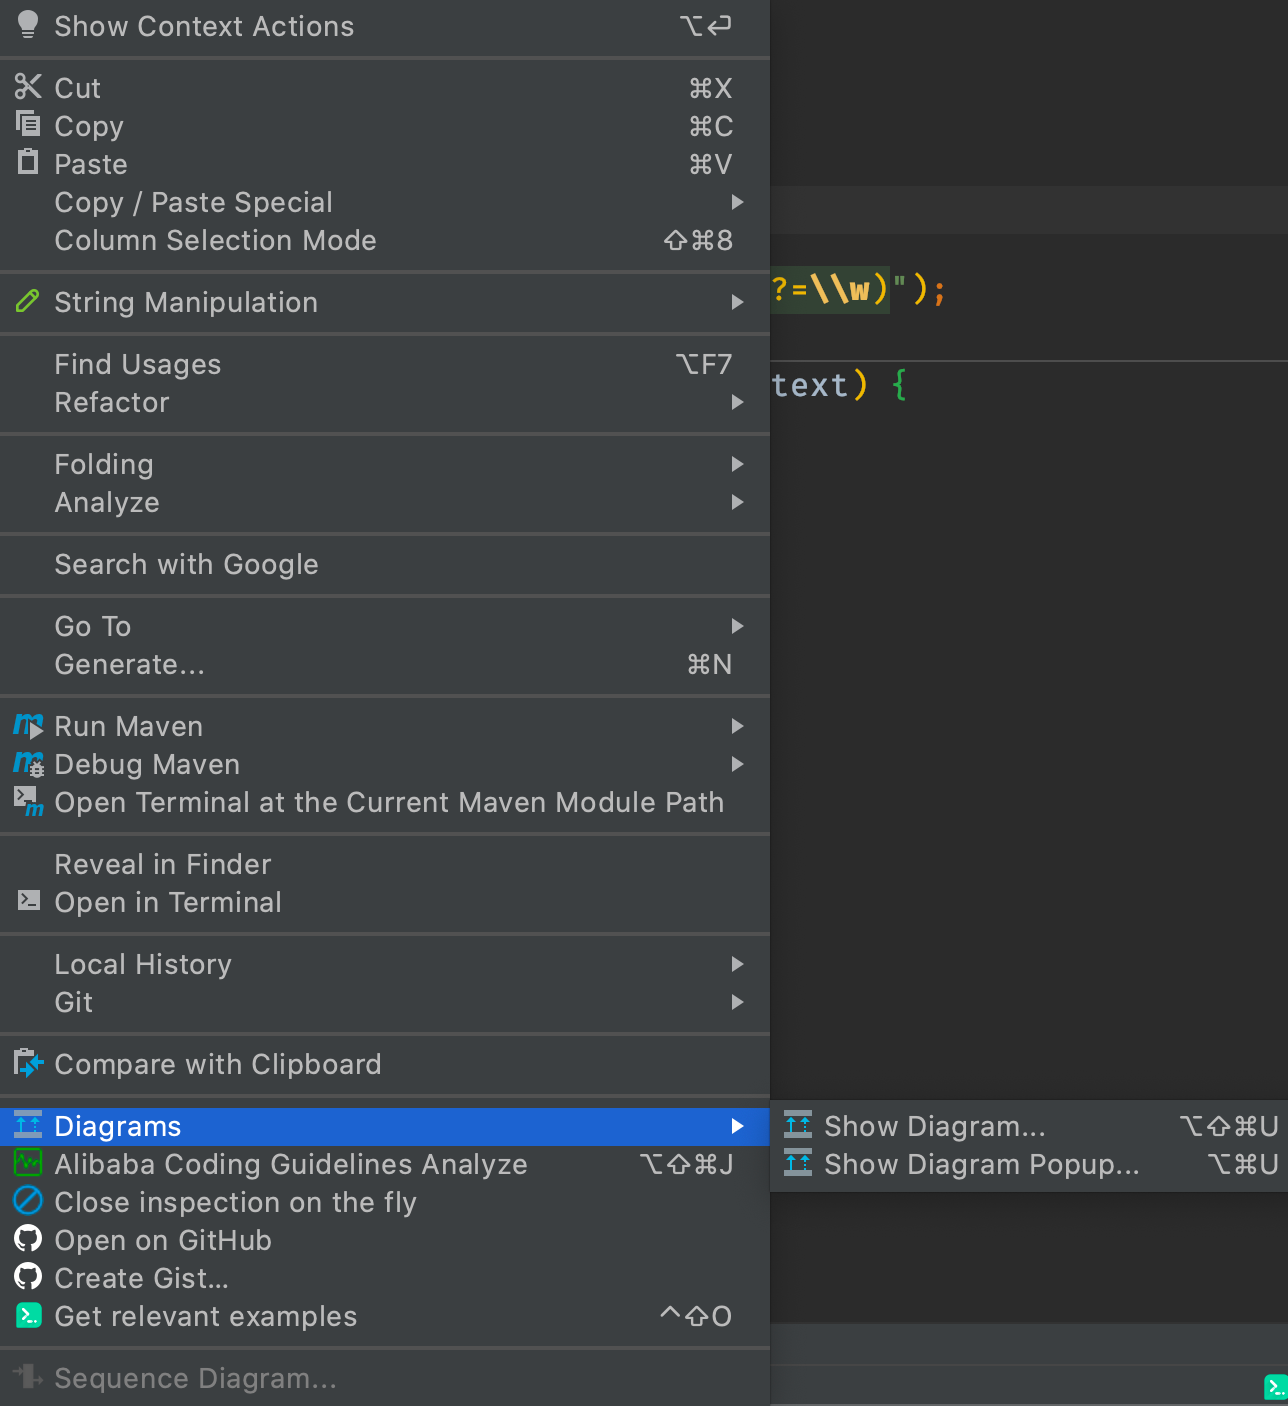 Show Context Actions ⌥⏎
Cut ⌘X
Copy ⌘C
Paste ⌘V
Copy / Paste Special
Column Selection Mode ⇧⌘8
String Manipulation
?=\\w)");
Find Usages ⌥F7
text) {
Refactor
Folding
Analyze
Search with Google
Go To
Generate... ⌘N
Run Maven
Debug Maven
Open Terminal at the Current Maven Module Path
Reveal in Finder
Open in Terminal
Local History
Git
Compare with Clipboard
Diagrams
Show Diagram... ⌥⇧⌘U
Alibaba Coding Guidelines Analyze ⌥⇧⌘J
Show Diagram Popup... ⌥⌘U
Close inspection on the fly
Open on GitHub
Create Gist...
Get relevant examples ^⇧O
Sequence Diagram...